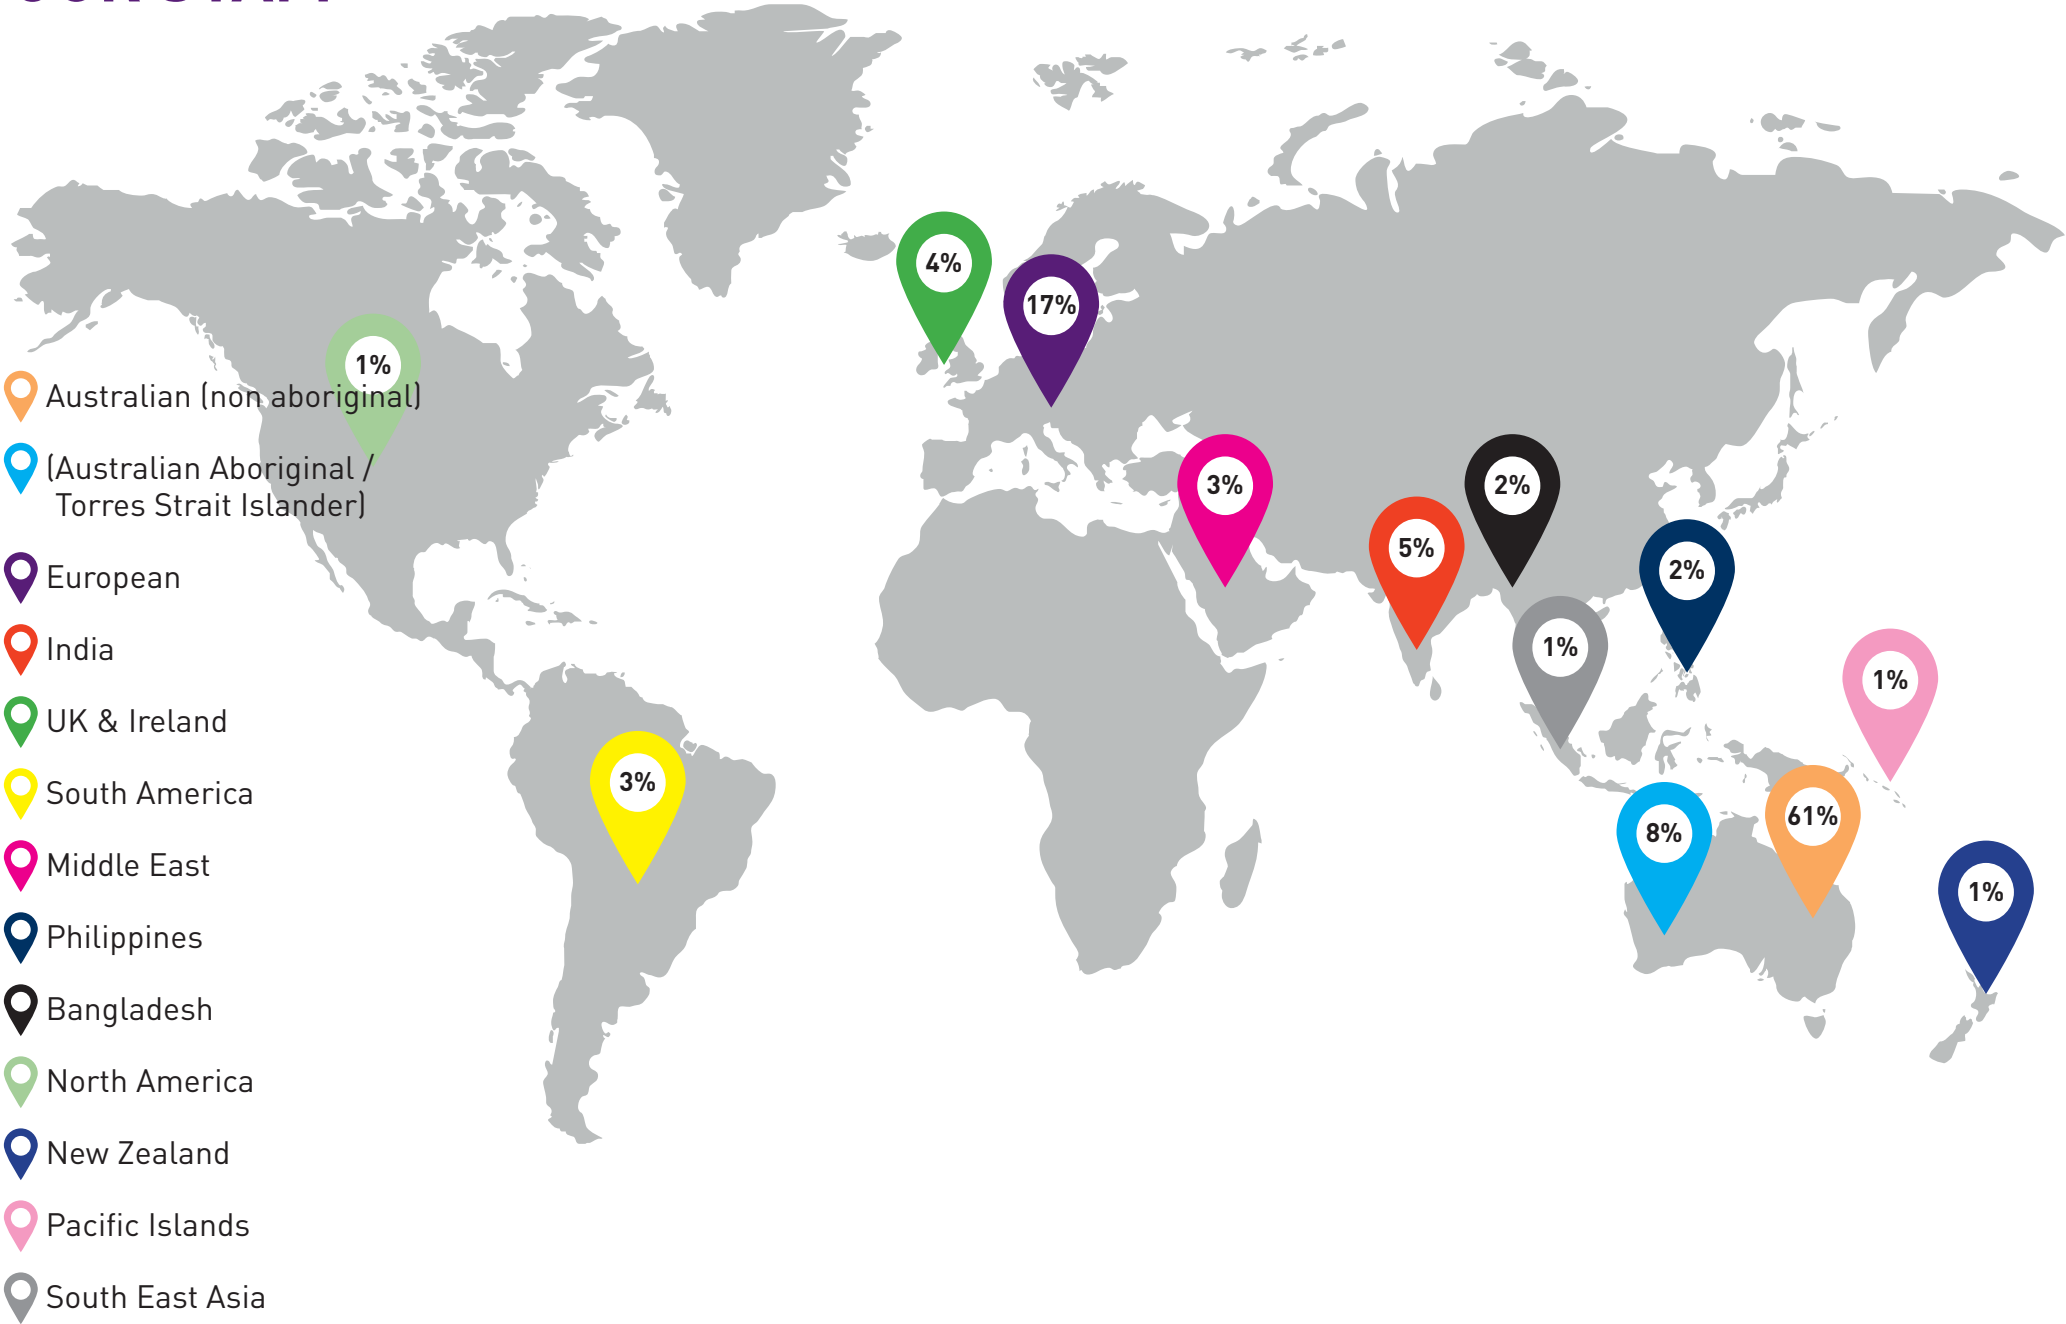 4%
17%
1%
Australian (non aboriginal)
(Australian Aboriginal /
Torres Strait Islander)
3%
2%
5%
2%
European
India
1%
1%
UK & Ireland
3%
South America
61%
8%
Middle East
1%
Philippines
Bangladesh
North America
New Zealand
Pacific Islands
South East Asia